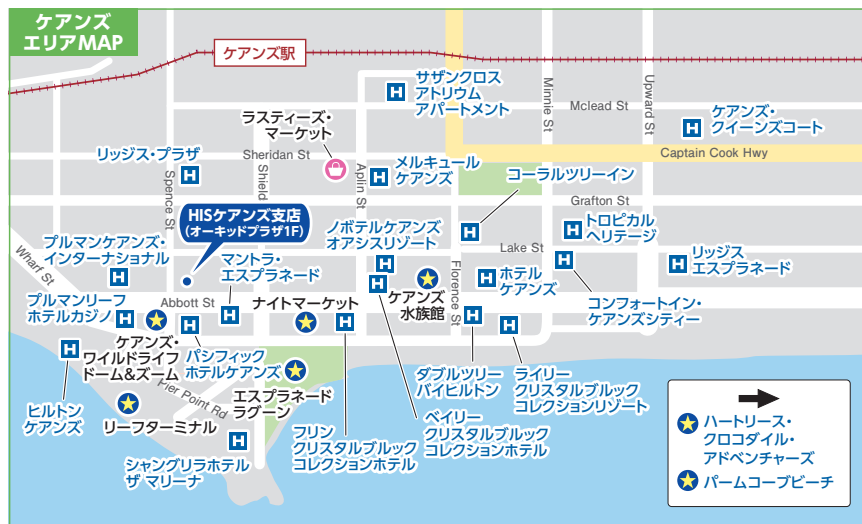 ケアンズ
エリアMAP
ケアンズ駅
サザンクロス
アトリウム
アパートメント
Minnie St
Upward St
Mclead St
ケアンズ・
クイーンズコート
ラスティーズ・
マーケット
リッジス・プラザ
Sheridan St
Captain Cook Hwy
Spence St
Shield
Aplin St
メルキュール
ケアンズ
コーラルツリーイン
Grafton St
HISケアンズ支店
(オーキッドプラザ1F)
ノボテルケアンズ
オアシスリゾート
トロピカル
ヘリテージ
Lake St
プルマンケアンズ・
インターナショナル
マントラ・
エスプラネード
リッジス
エスプラネード
Wharf St
Florence St
ホテル
ケアンズ
ケアンズ
水族館
プルマンリーフ
ホテルカジノ
Abbott St
ナイトマーケット
コンフォートイン・
ケアンズシティー
ケアンズ・
ワイルドライフ
ドーム&ズーム
パシフィック
ホテルケアンズ
エスプラネード
ラグーン
ダブルツリー
バイヒルトン
ライリー
クリスタルブルック
コレクションリゾート
ヒルトン
ケアンズ
Pier Point Rd
リーフターミナル
シャングリラホテル
ザ マリーナ
フリン
クリスタルブルック
コレクションホテル
ベイリー
クリスタルブルック
コレクションホテル
ハートリース・
クロコダイル・
アドベンチャーズ
パームコーブビーチ